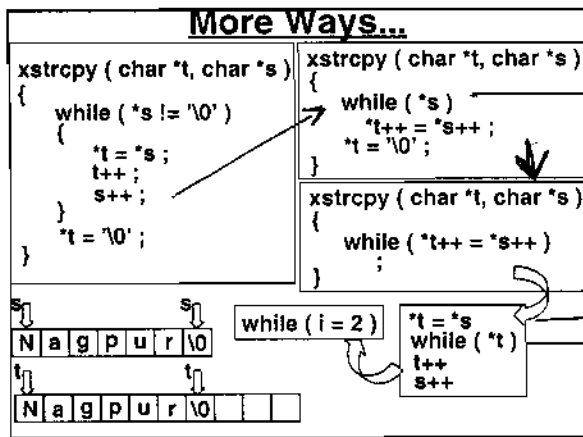 More Ways...
xstrcpy ( char *t, char *s )
{
while ( *s != '\0' )
{
*t = *s ;
t++ ;
s++ ;
}
*t = '\0' ;
}
xstrcpy ( char *t, char *s )
{
while ( *s )
*t++ = *s++ ;
*t = '\0' ;
}
xstrcpy ( char *t, char *s )
{
while ( *t++ = *s++ )
;
}
*t = *s
while ( *t )
t++
s++
while ( i = 2 )
s s
N a g p u r \0
t t
N a g p u r \0